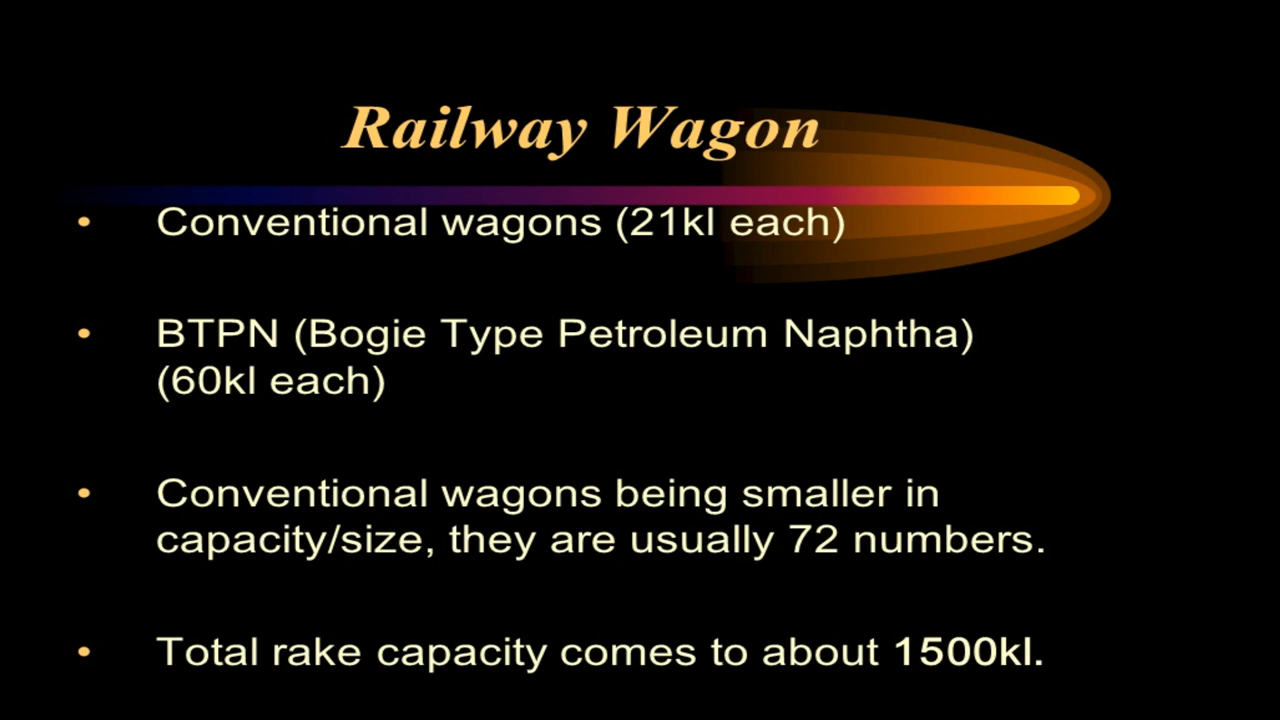 Railway Wagon
• Conventional wagons (21kl each)
• BTPN (Bogie Type Petroleum Naphtha)
(60kl each)
• Conventional wagons being smaller in
capacity/size, they are usually 72 numbers.
• Total rake capacity comes to about 1500kl.